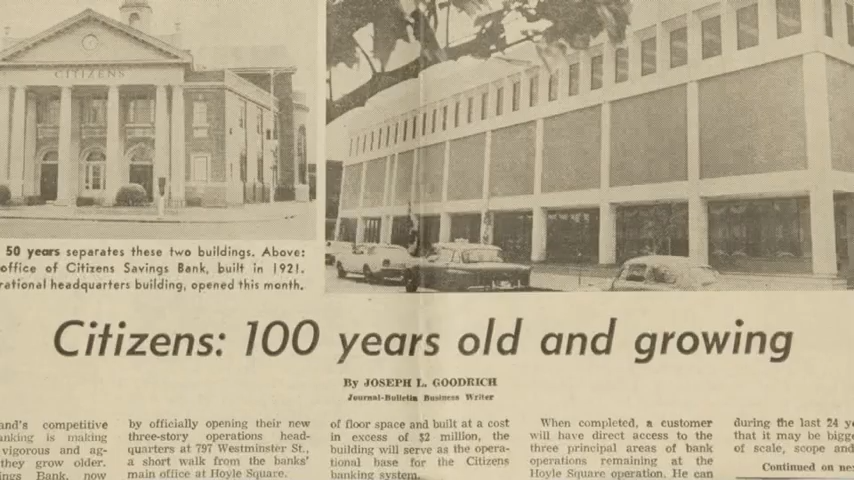 CITIZENS
50 years separates these two buildings. Above:
office of Citizens Savings Bank, built in 1921.
rational headquarters building, opened this month.
Citizens: 100 years old and growing
By JOSEPH L. GOODRICH
Journal-Bulletin Business Writer
and's competitive
anking is making
vigorous and ag-
they grow older.
ings Bank, now
by officially opening their new
three-story operations head-
quarters at 797 Westminster St.,
a short walk from the banks'
main office at Hoyle Square.
of floor space and built at a cost
in excess of $2 million, the
building will serve as the opera-
tional base for the Citizens
banking system.
When completed, a customer
will have direct access to the
three principal areas of bank
operations remaining at the
Hoyle Square operation. He can
during the last 24 ye
that it may be bigge
of scale, scope and
Continued on ne